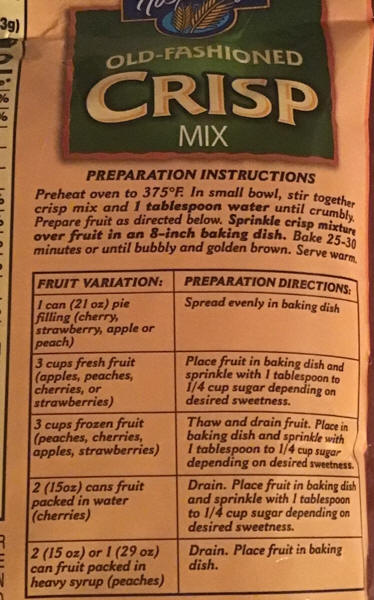 3g)
%
%
OLD-FASHIONED
CRISP
MIX
PREPARATION INSTRUCTIONS
Preheat oven to 375°F. In small bowl, stir together
crisp mix and 1 tablespoon water until crumbly.
Prepare fruit as directed below. Sprinkle crisp mixture
over fruit in an 8-inch baking dish. Bake 25-30
minutes or until bubbly and golden brown. Serve warm.
FRUIT VARIATION:
PREPARATION DIRECTIONS:
1 can (21 oz) pie
filling (cherry,
strawberry, apple or
peach)
Spread evenly in baking dish
3 cups fresh fruit
(apples, peaches,
cherries, or
strawberries)
Place fruit in baking dish and
sprinkle with 1 tablespoon to
1/4 cup sugar depending on
desired sweetness.
3 cups frozen fruit
(peaches, cherries,
apples, strawberries)
Thaw and drain fruit. Place in
baking dish and sprinkle with
1 tablespoon to 1/4 cup sugar
depending on desired sweetness.
2 (15oz) cans fruit
packed in water
(cherries)
Drain. Place fruit in baking dish
and sprinkle with 1 tablespoon
to 1/4 cup sugar depending on
desired sweetness.
2 (15 oz) or 1 (29 oz)
can fruit packed in
heavy syrup (peaches)
Drain. Place fruit in baking
dish.